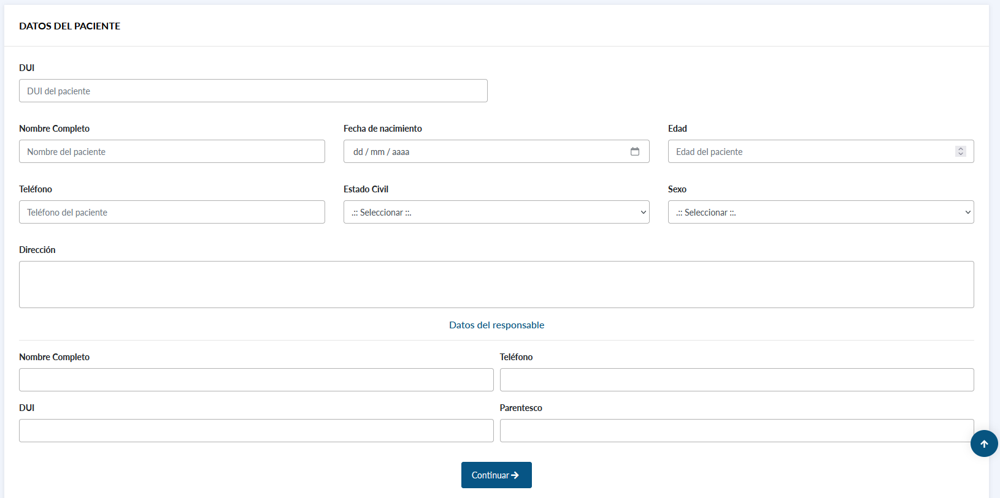 DATOS DEL PACIENTE
DUI
DUI del paciente
Nombre Completo
Fecha de nacimiento
Edad
Nombre del paciente
dd / mm / aaaa
Edad del paciente
Teléfono
Estado Civil
Sexo
Teléfono del paciente
.:: Seleccionar ::.
.:: Seleccionar ::.
Dirección
Datos del responsable
Nombre Completo
Teléfono
DUI
Parentesco
Continuar